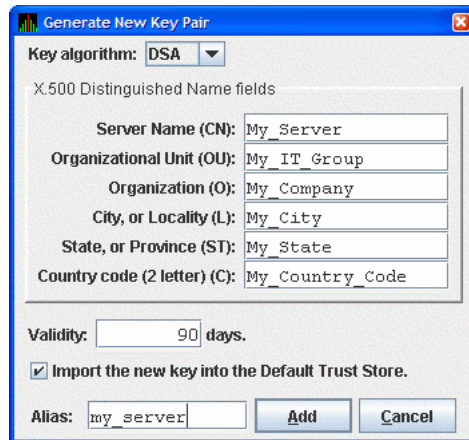 Generate New Key Pair
Key algorithm: DSA
X.500 Distinguished Name fields
Server Name (CN): My_Server
Organizational Unit (OU): My_IT_Group
Organization (O): My_Company
City, or Locality (L): My_City
State, or Province (ST): My_State
Country code (2 letter) (C): My_Country_Code
Validity: 90 days.
Import the new key into the Default Trust Store.
Alias: my_server Add Cancel